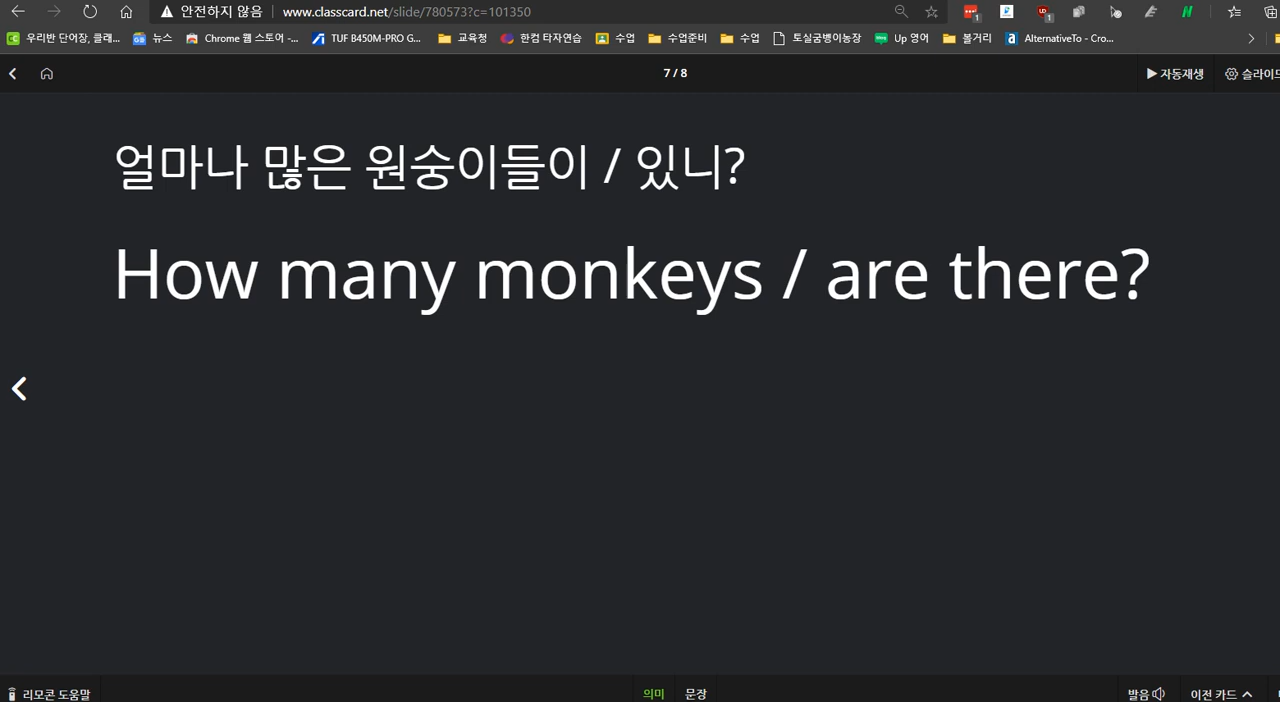 안전하지 않음 | www.classcard.net/slide/780573?c=101350
우리반 단어장, 클래... 뉴스 Chrome 웹 스토어 -... TUF B450M-PRO G... 교육청 한컴 타자연습 수업 수업준비 수업 토실궁뱅이농장 Up 영어 볼거리 AlternativeTo - Cro...
7 / 8 ▶ 자동재생 슬라이드
얼마나 많은 원숭이들이 / 있니?
How many monkeys / are there?
리모콘 도움말 의미 문장 발음 이전 카드